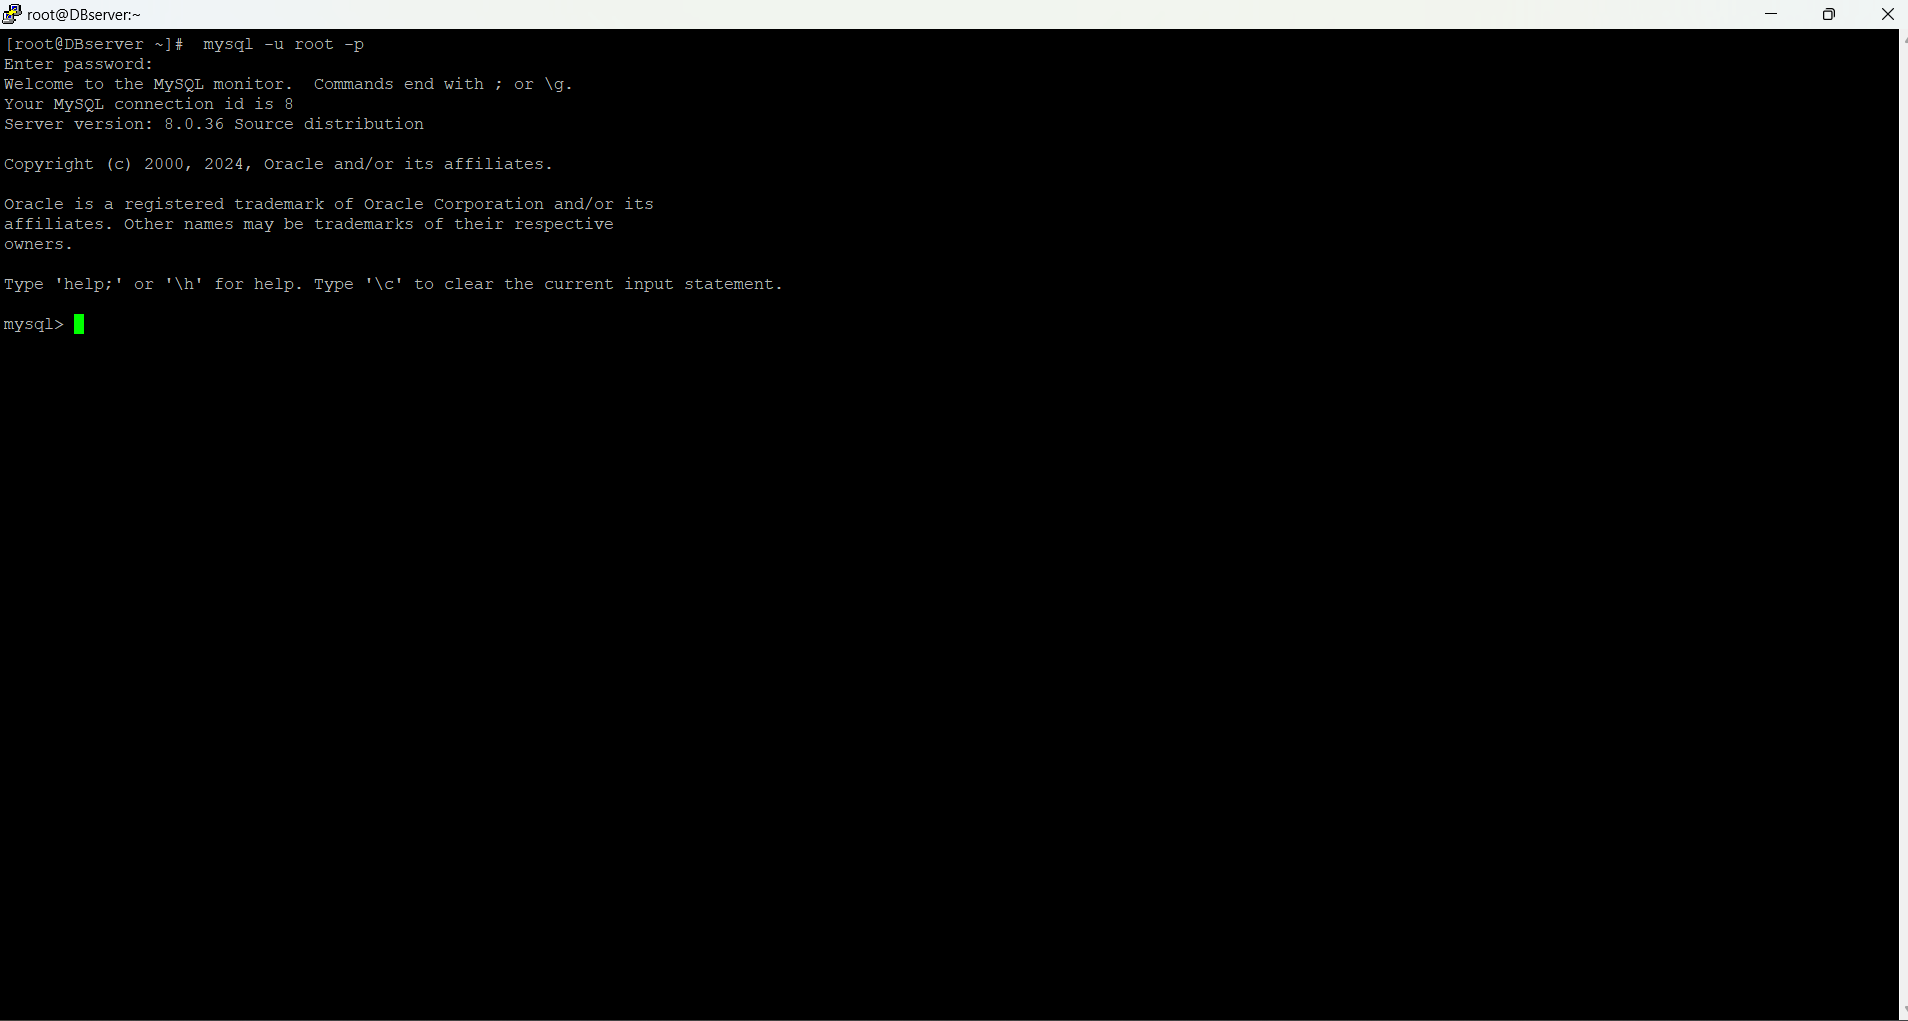 root@DBserver:~
[root@DBserver ~]#  mysql -u root -p
Enter password:
Welcome to the MySQL monitor.  Commands end with ; or \g.
Your MySQL connection id is 8
Server version: 8.0.36 Source distribution
Copyright (c) 2000, 2024, Oracle and/or its affiliates.
Oracle is a registered trademark of Oracle Corporation and/or its
affiliates. Other names may be trademarks of their respective
owners.
Type 'help;' or '\h' for help. Type '\c' to clear the current input statement.
mysql>